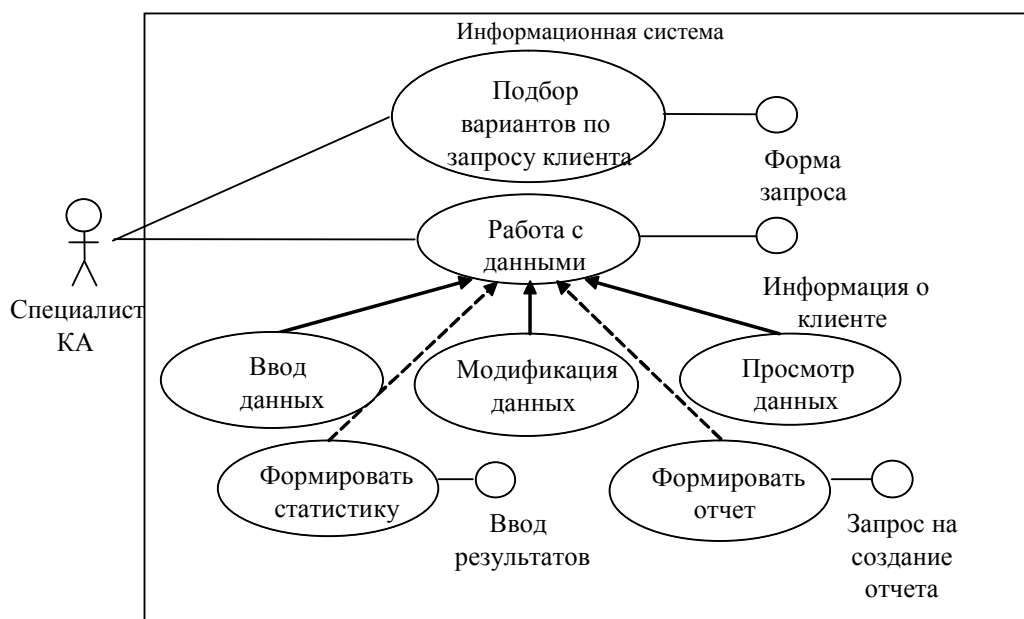 Информационная система
Подбор
вариантов по
запросу клиента
Форма
запроса
Работа с
данными
Информация о
клиенте
Специалист
КА
Ввод
данных
Модификация
данных
Просмотр
данных
Формировать
статистику
Ввод
результатов
Формировать
отчет
Запрос на
создание
отчета